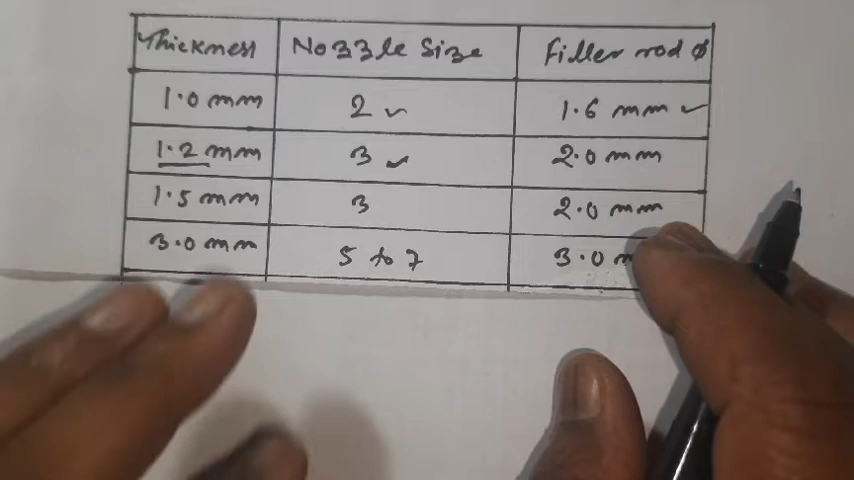 Thickness Nozzle Size Filler rod ø
1.0 mm 2 ✓ 1.6 mm ✓
1.2 mm 3 ✓ 2.0 mm
1.5 mm 3 2.0 mm
3.0 mm 5 to 7 3.0 m